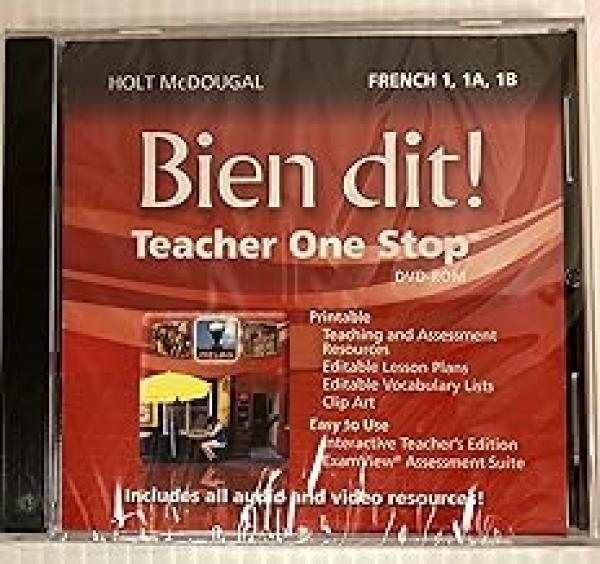 HOLT McDOUGAL
FRENCH 1, 1A, 1B
Bien dit!
Teacher One Stop
DVD-ROM
Printable
Teaching and Assessment
Resources
Editable Lesson Plans
Editable Vocabulary Lists
Clip Art
Easy to Use
Interactive Teacher's Edition
ExamView® Assessment Suite
Includes all audio and video resources!